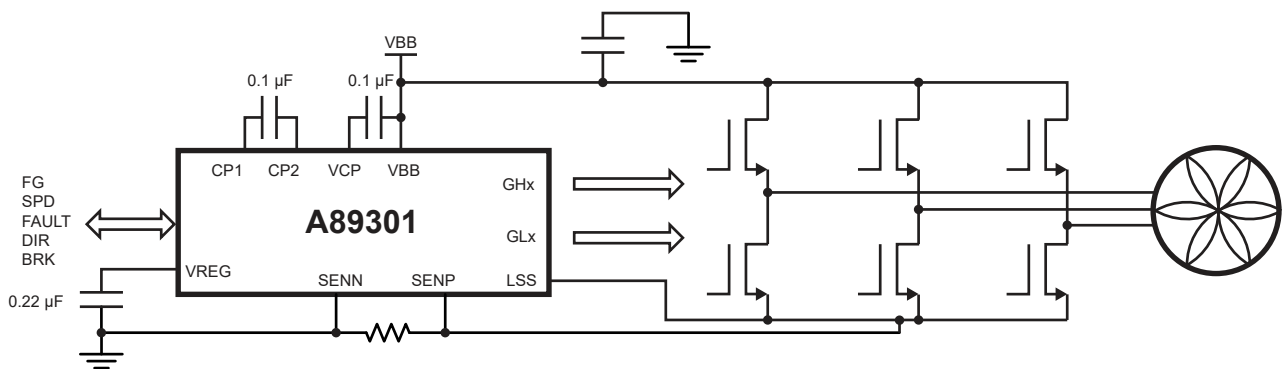 VBB
0.1 µF
0.1 µF
CP1
CP2
VCP
VBB
GHx
FG
SPD
FAULT
DIR
BRK
A89301
GLx
VREG
SENN
SENP
LSS
0.22 µF